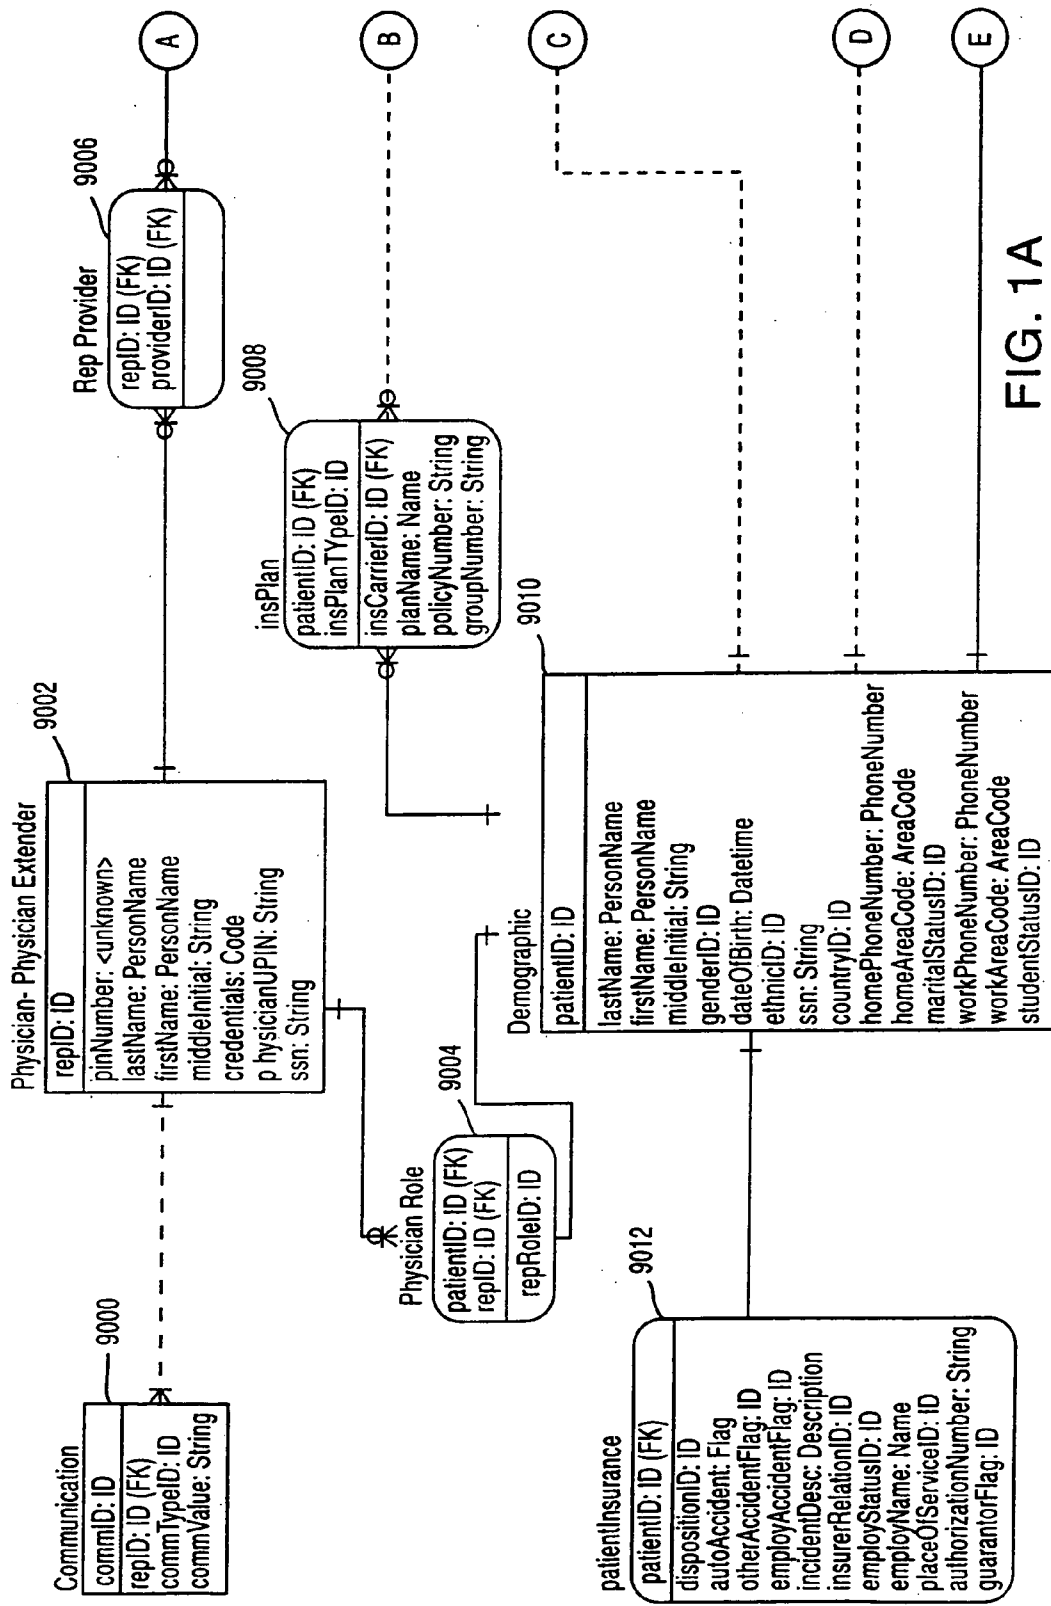 Communication
9000
commID: ID
repID: ID (FK)
commTypeID: ID
commValue: String
Physician- Physician Extender
9002
repID: ID
pinNumber: <unknown>
lastName: PersonName
firstName: PersonName
middleInitial: String
credentials: Code
p hysicianUPIN: String
ssn: String
Rep Provider
9006
repID: ID (FK)
providerID: ID (FK)
A
Physician Role
9004
patientID: ID (FK)
repID: ID (FK)
repRoleID: ID
insPlan
9008
patientID: ID (FK)
insPlanTYpeID: ID
insCarrierID: ID (FK)
planName: Name
policyNumber: String
groupNumber: String
B
patientInsurance
9012
patientID: ID (FK)
dispositionID: ID
autoAccident: Flag
otherAccidentFlag: ID
employAccidentFlag: ID
incidentDesc: Description
insurerRelationID: ID
employStatusID: ID
employName: Name
placeOfServiceID: ID
authorizationNumber: String
guarantorFlag: ID
Demographic
9010
patientID: ID
lastName: PersonName
firstName: PersonName
middleInitial: String
genderID: ID
dateOfBirth: Datetime
ethnicID: ID
ssn: String
countryID: ID
homePhoneNumber: PhoneNumber
homeAreaCode: AreaCode
maritalStatusID: ID
workPhoneNumber: PhoneNumber
workAreaCode: AreaCode
studentStatusID: ID
C
D
E
FIG. 1A